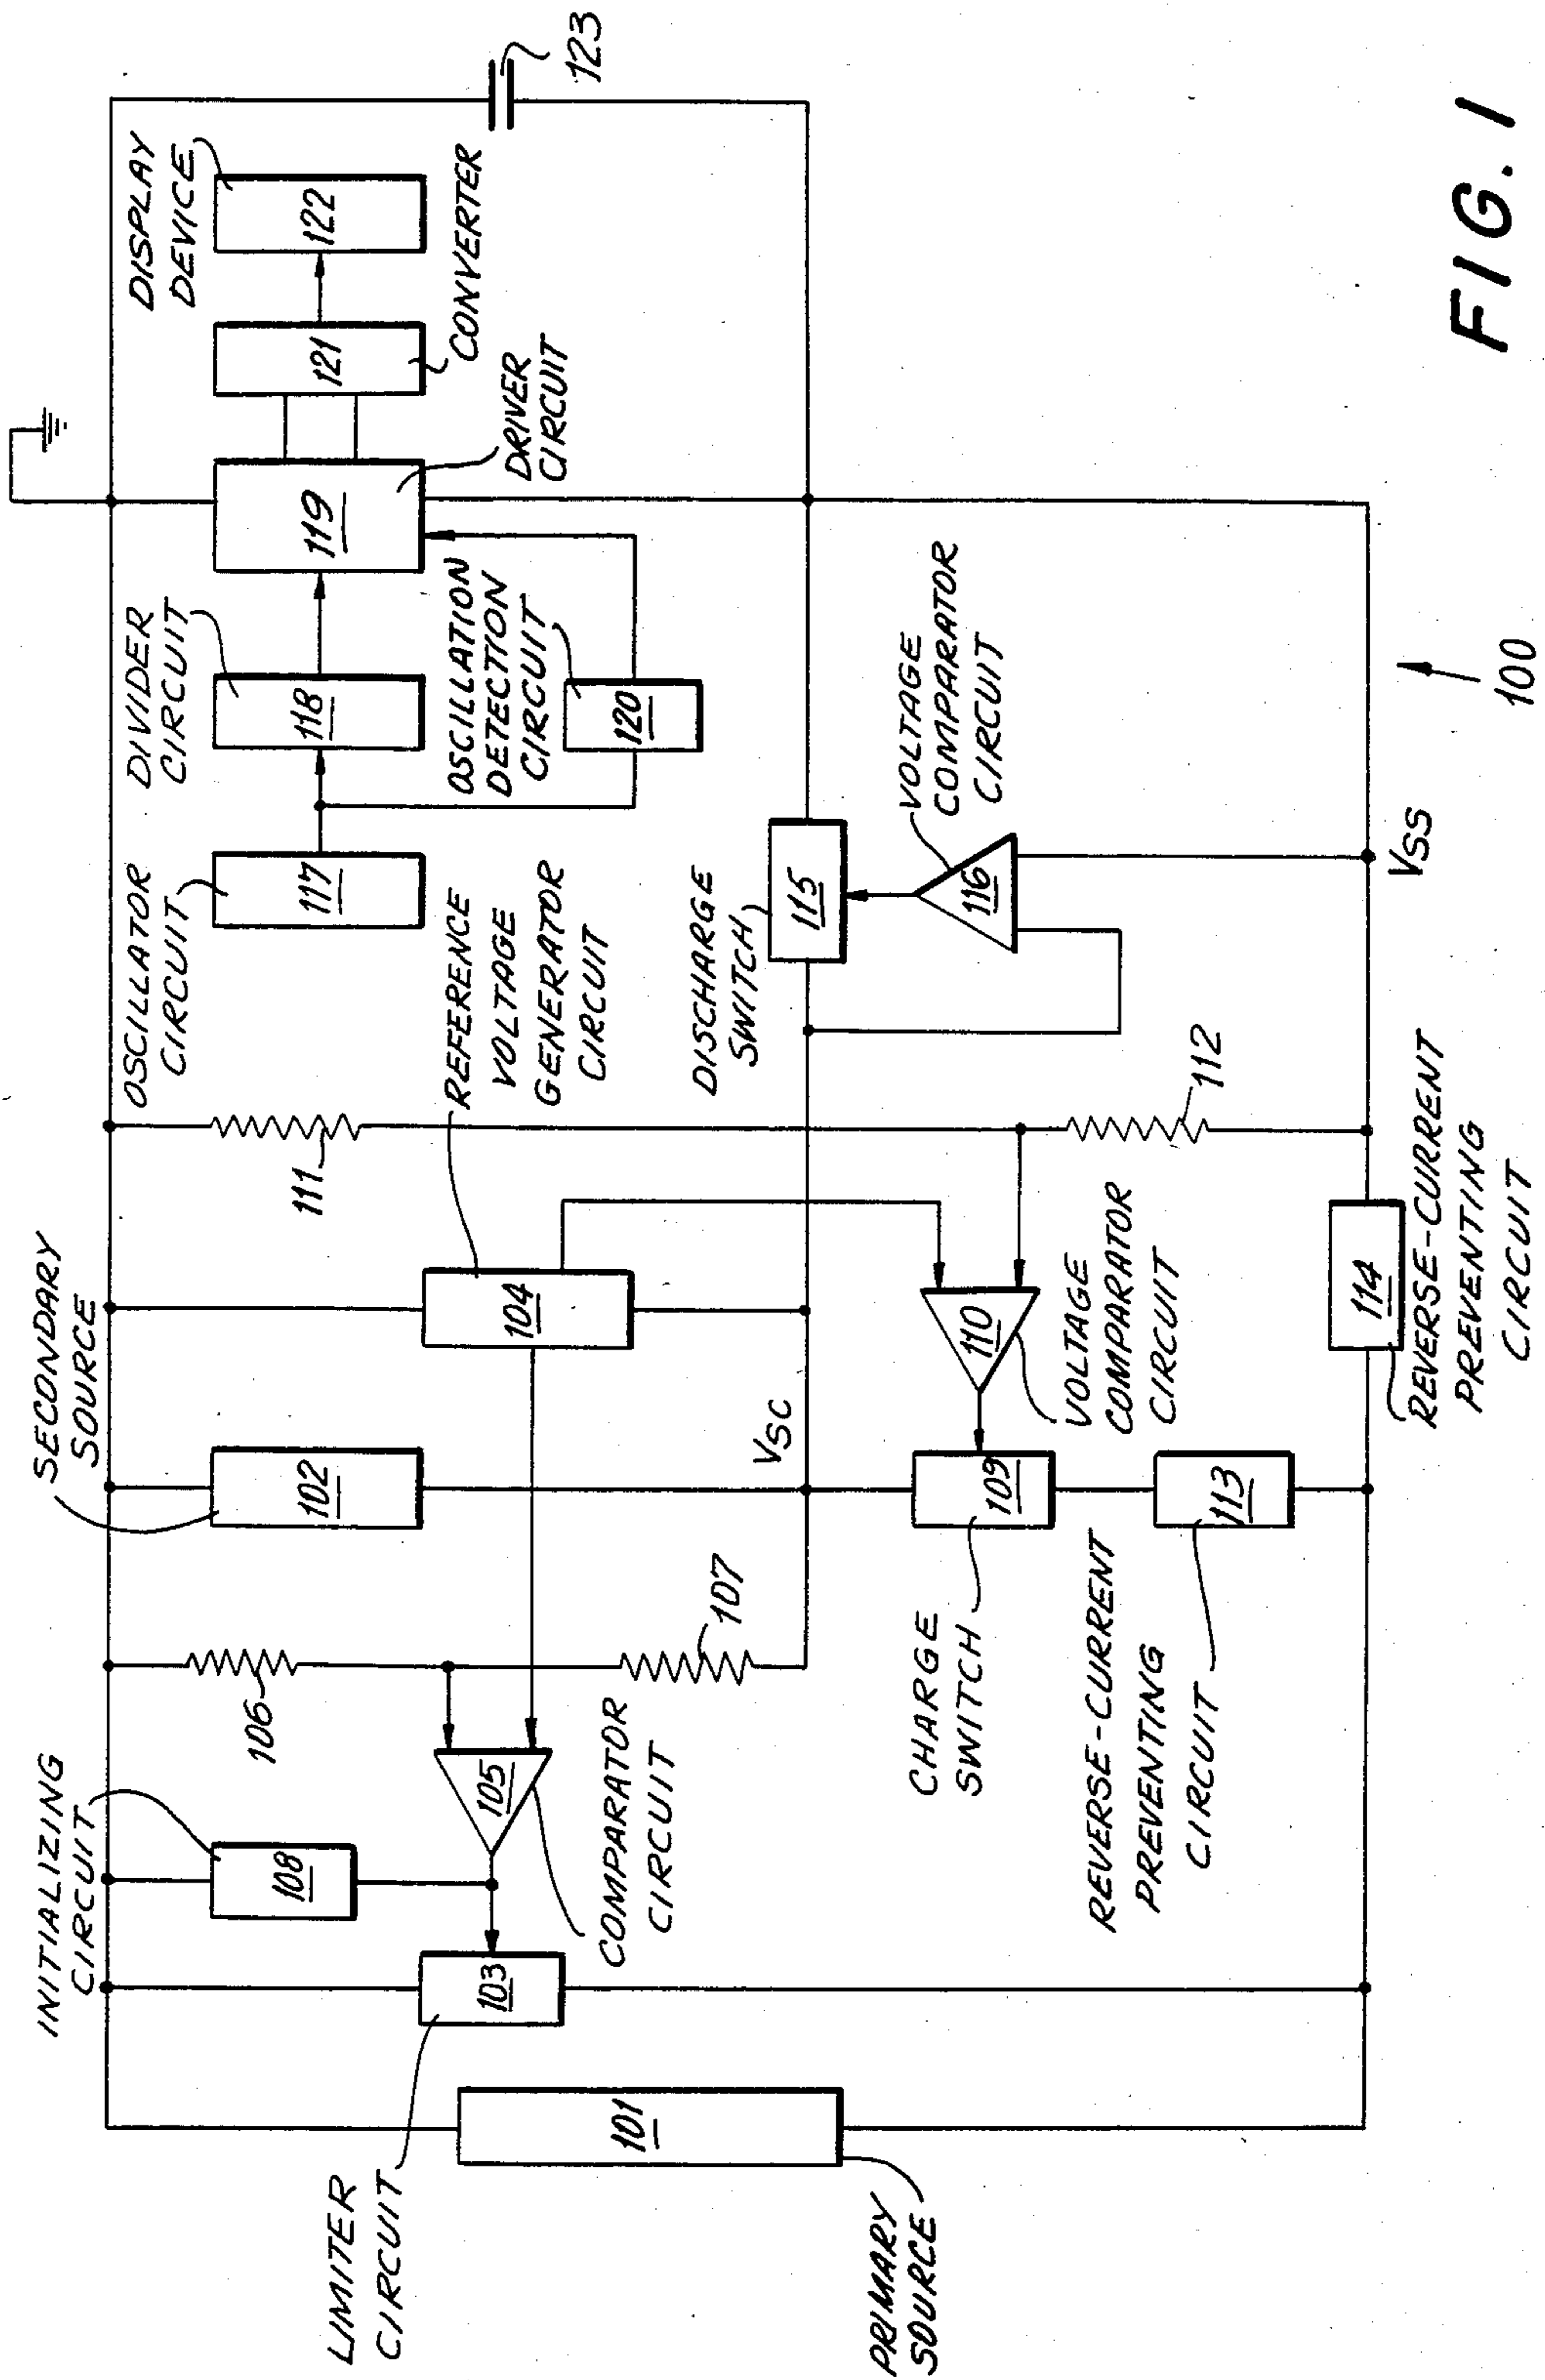 INITIALIZING
CIRCUIT
SECONDARY
SOURCE
OSCILLATOR
CIRCUIT
DIVIDER
CIRCUIT
DISPLAY
DEVICE
LIMITER
CIRCUIT
PRIMARY
SOURCE
101
103
108
105
COMPARATOR
CIRCUIT
106
107
102
VSC
104
REFERENCE
VOLTAGE
GENERATOR
CIRCUIT
111
112
117
118
119
121
122
CONVERTER
DRIVER
CIRCUIT
OSCILLATION
DETECTION
CIRCUIT
120
123
DISCHARGE
SWITCH
115
116
VOLTAGE
COMPARATOR
CIRCUIT
CHARGE
SWITCH
109
110
VOLTAGE
COMPARATOR
CIRCUIT
REVERSE-CURRENT
PREVENTING
CIRCUIT
113
114
REVERSE-CURRENT
PREVENTING
CIRCUIT
VSS
100
FIG. 1